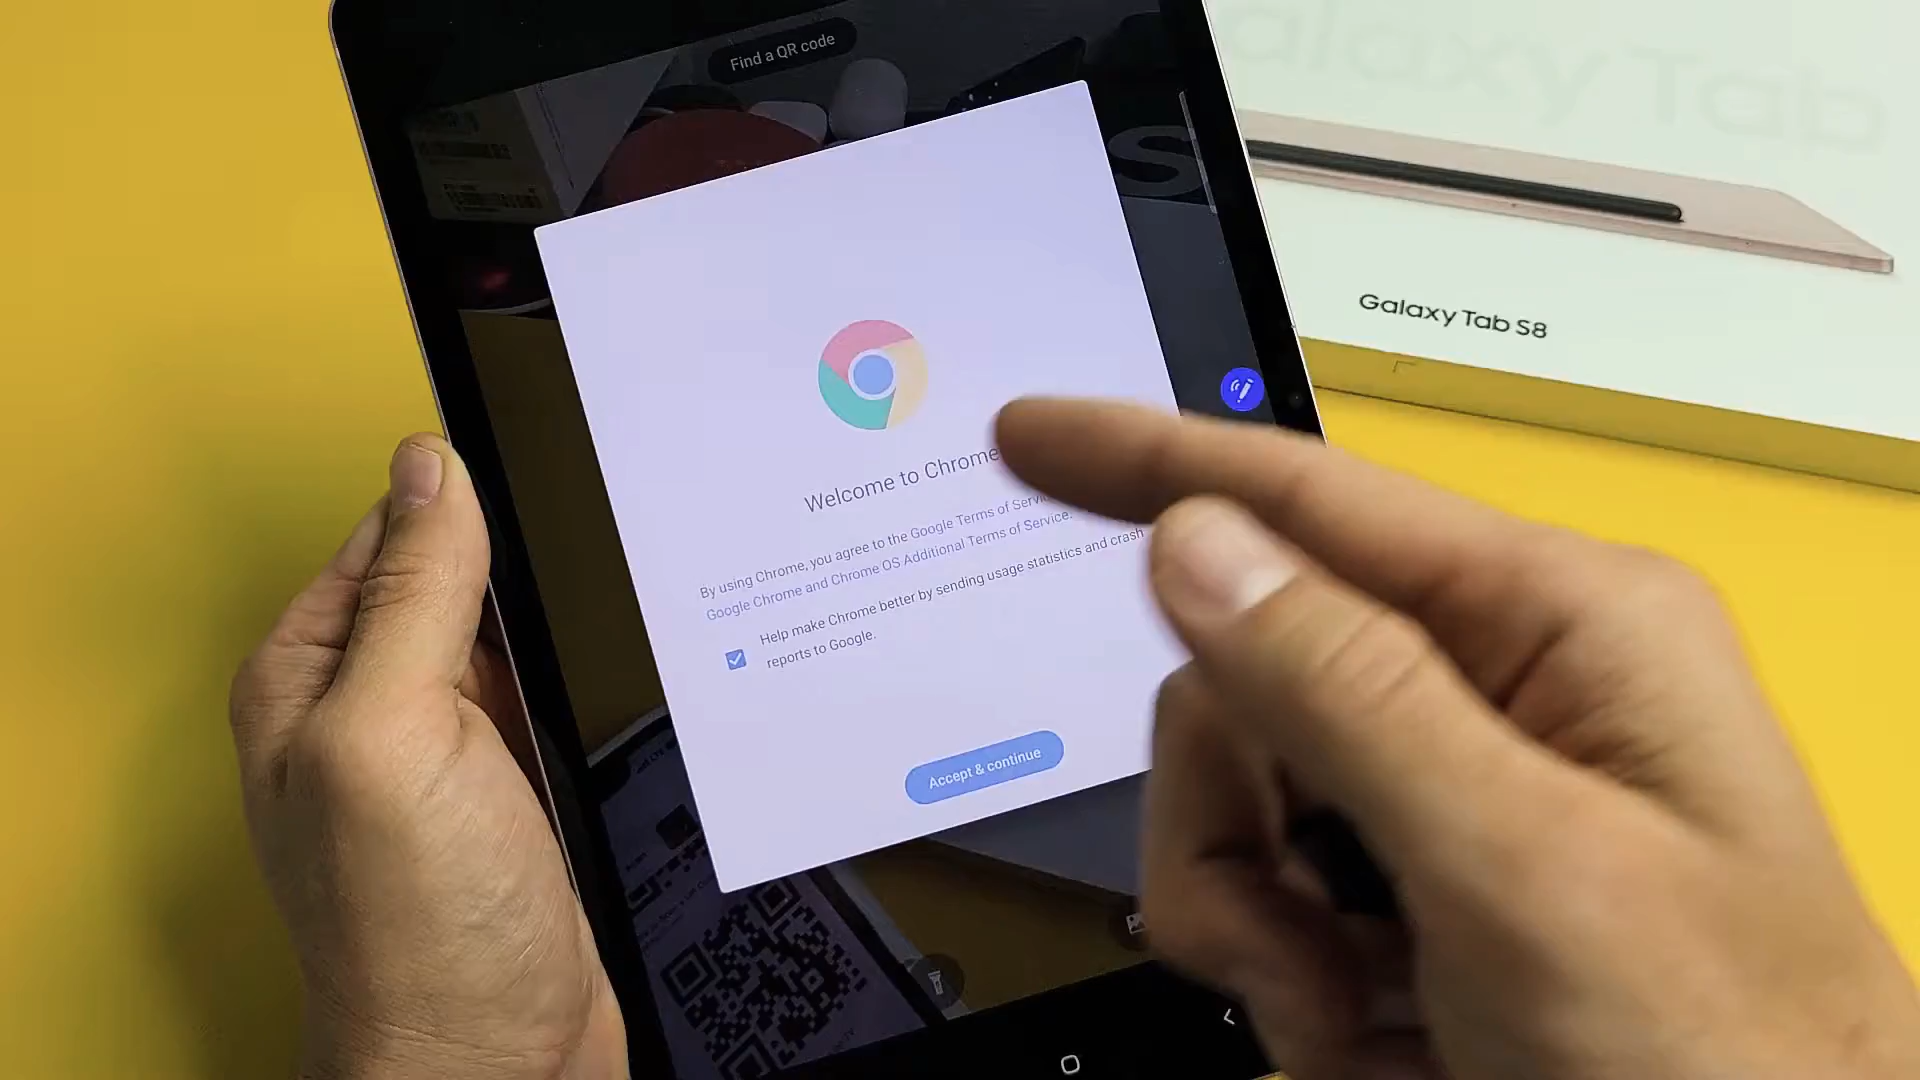 Find a QR code
Galaxy Tab
S
Galaxy Tab S8
Welcome to Chrome
By using Chrome, you agree to the Google Terms of
Google Chrome and Chrome OS Additional Terms of Service.
Help make Chrome better by sending usage statistics and crash
reports to Google.
Accept & continue